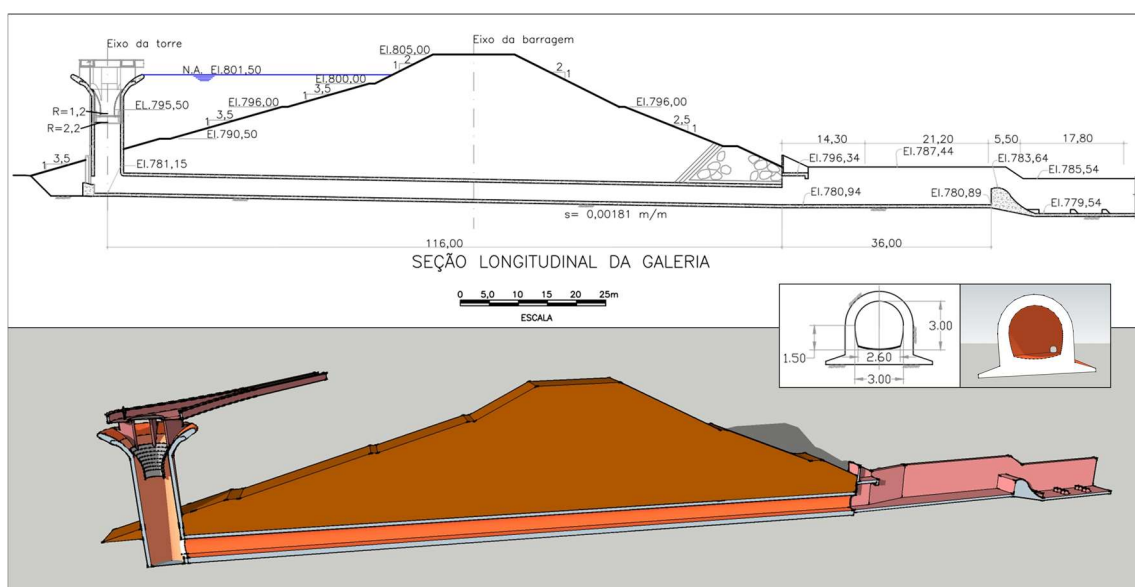 Eixo da torre
Eixo da barragem
El.805,00
1 2
N.A. El.801,50
El.800,00
2 1
1 3,5
EL.795,50
El.796,00
El.796,00
R=1,2
1 3,5
R=2,2
El.790,50
2,5 1
14,30 21,20 5,50 17,80
El.787,44
1 3,5
El.781,15
El.796,34
El.783,64
El.785,54
El.780,94
El.780,89
El.779,54
s= 0,00181 m/m
116,00
36,00
SEÇÃO LONGITUDINAL DA GALERIA
0 5,0 10 15 20 25m
ESCALA
3.00
1.50
2.60
3.00